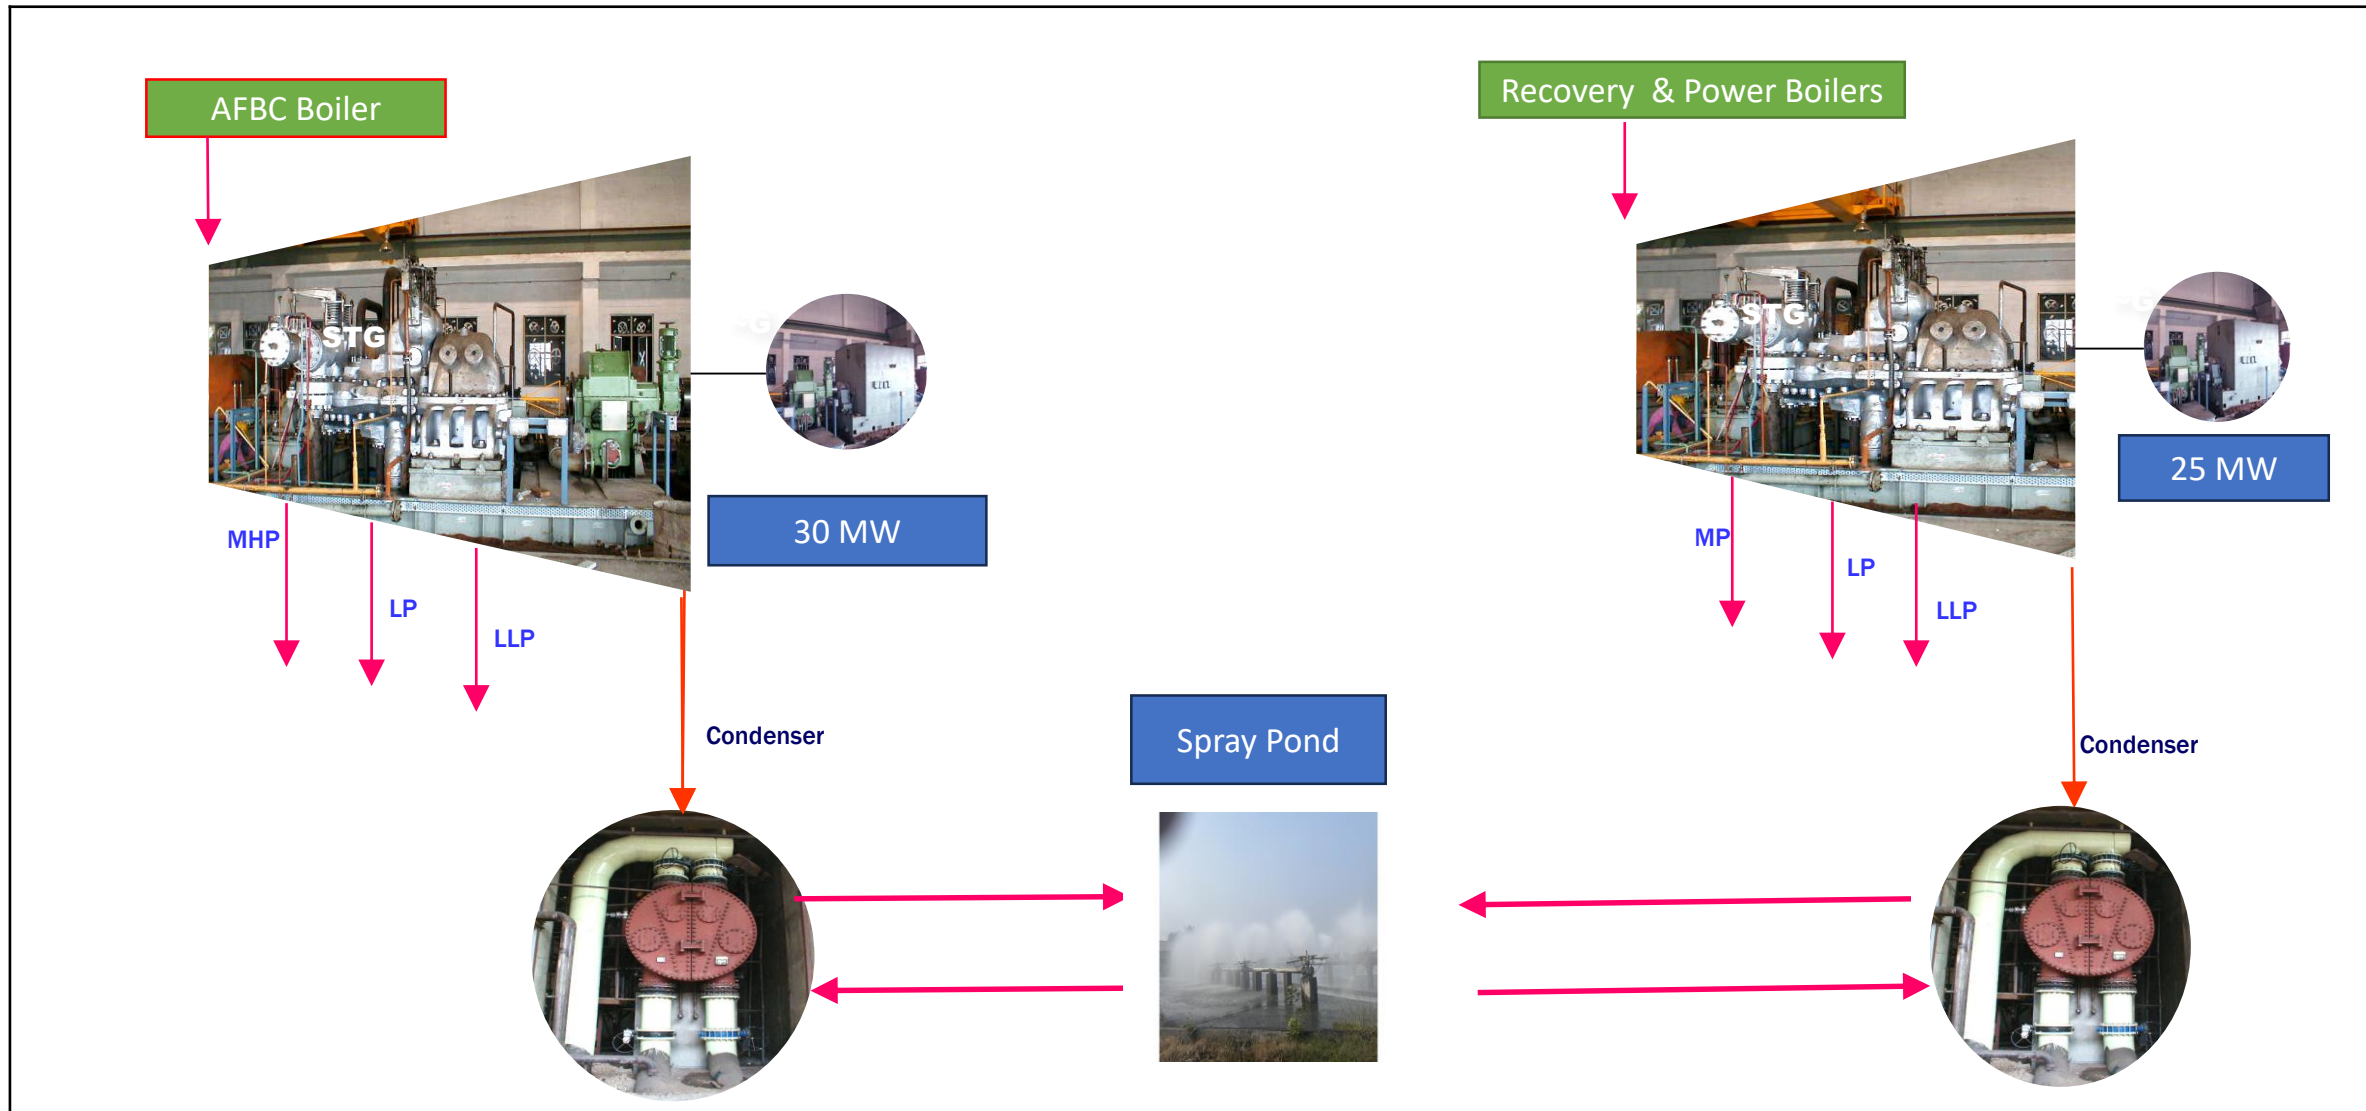 AFBC Boiler
Recovery & Power Boilers
STG
-G
STG
-G
30 MW
25 MW
MHP
LP
LLP
MP
LP
LLP
Condenser
Spray Pond
Condenser